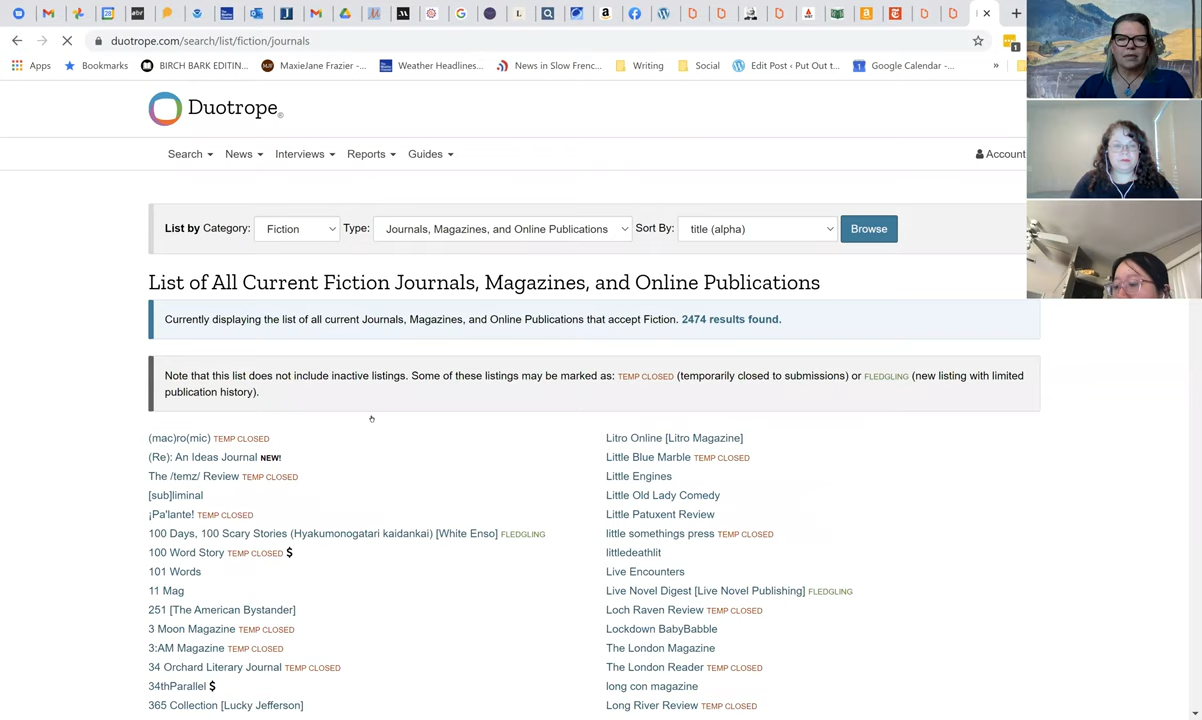 duotrope.com/search/list/fiction/journals
Apps Bookmarks BIRCH BARK EDITIN... MaxieJane Frazier -... Weather Headlines... News in Slow Frenc... Writing Social Edit Post ‹ Put Out t... Google Calendar -... »
Duotrope®
Search News Interviews Reports Guides Account
List by Category: Fiction Type: Journals, Magazines, and Online Publications Sort By: title (alpha) Browse
List of All Current Fiction Journals, Magazines, and Online Publications
Currently displaying the list of all current Journals, Magazines, and Online Publications that accept Fiction. 2474 results found.
Note that this list does not include inactive listings. Some of these listings may be marked as: TEMP CLOSED (temporarily closed to submissions) or FLEDGLING (new listing with limited
publication history).
(mac)ro(mic) TEMP CLOSED
(Re): An Ideas Journal NEW!
The /temz/ Review TEMP CLOSED
[sub]liminal
¡Pa'lante! TEMP CLOSED
100 Days, 100 Scary Stories (Hyakumonogatari kaidankai) [White Enso] FLEDGLING
100 Word Story TEMP CLOSED $
101 Words
11 Mag
251 [The American Bystander]
3 Moon Magazine TEMP CLOSED
3:AM Magazine TEMP CLOSED
34 Orchard Literary Journal TEMP CLOSED
34thParallel $
365 Collection [Lucky Jefferson]
Litro Online [Litro Magazine]
Little Blue Marble TEMP CLOSED
Little Engines
Little Old Lady Comedy
Little Patuxent Review
little somethings press TEMP CLOSED
littledeathlit
Live Encounters
Live Novel Digest [Live Novel Publishing] FLEDGLING
Loch Raven Review TEMP CLOSED
Lockdown BabyBabble
The London Magazine
The London Reader TEMP CLOSED
long con magazine
Long River Review TEMP CLOSED